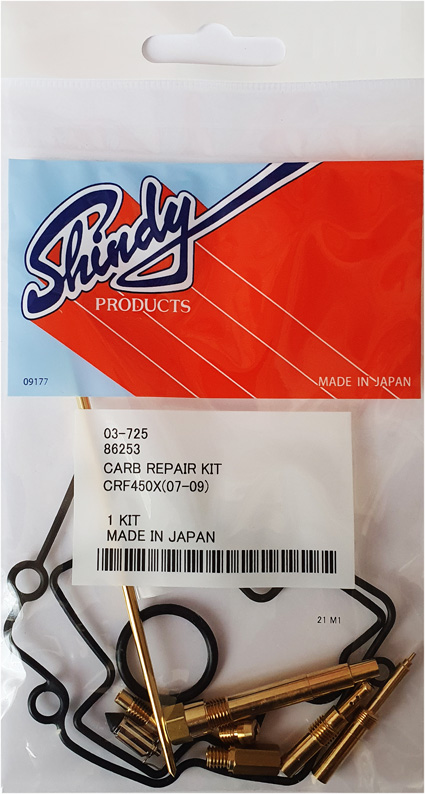 Shindy
PRODUCTS
09177
MADE IN JAPAN
03-725
86253
CARB REPAIR KIT
CRF450X(07-09)
1 KIT
MADE IN JAPAN
21 M1